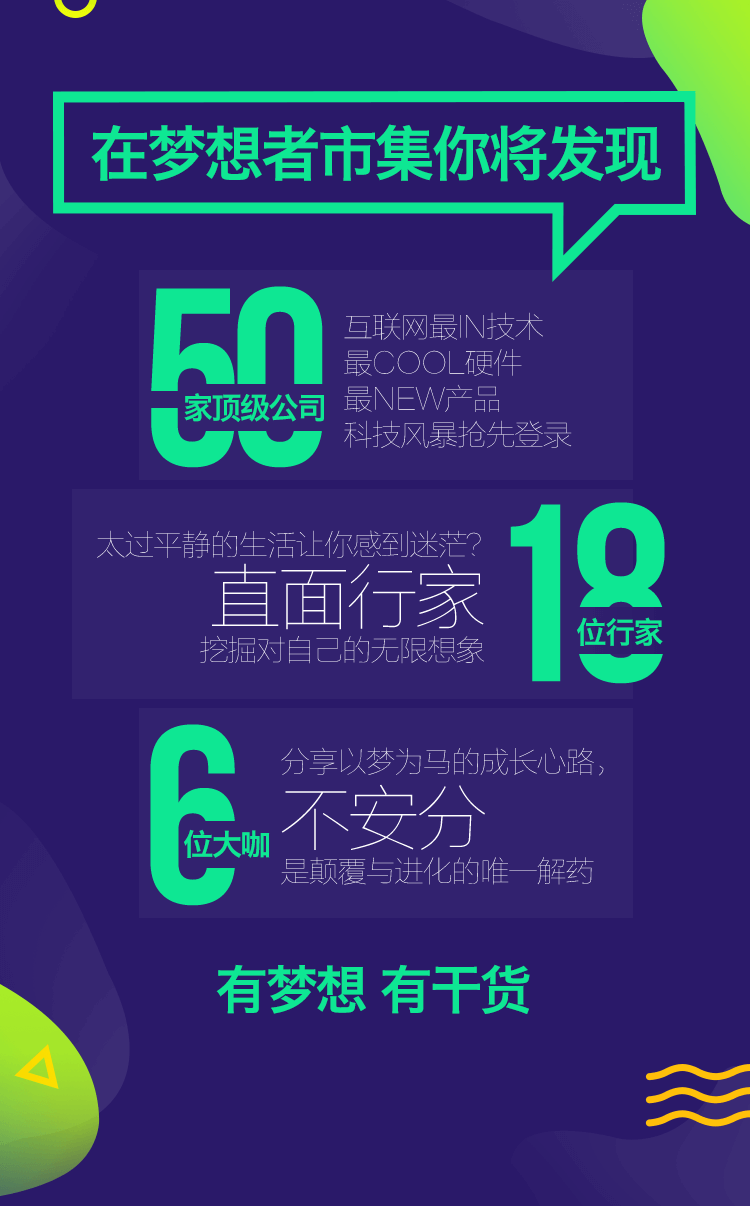 在梦想者市集你将发现
50
家顶级公司
互联网最IN技术
最COOL硬件
最NEW产品
科技风暴抢先登录
太过平静的生活让你感到迷茫?
直面行家
挖掘对自己的无限想象
18
位行家
6
位大咖
分享以梦为马的成长心路，
不安分
是颠覆与进化的唯一解药
有梦想 有干货